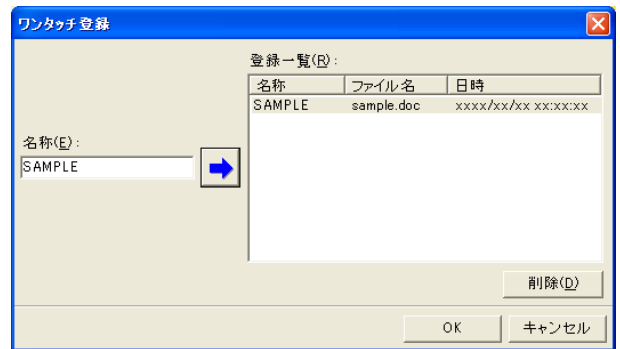 ワンタッチ登録
登録一覧(R):
名称 ファイル名 日時
SAMPLE sample.doc xxxx/xx/xx xx:xx:xx
名称(E):
SAMPLE
削除(D)
OK キャンセル